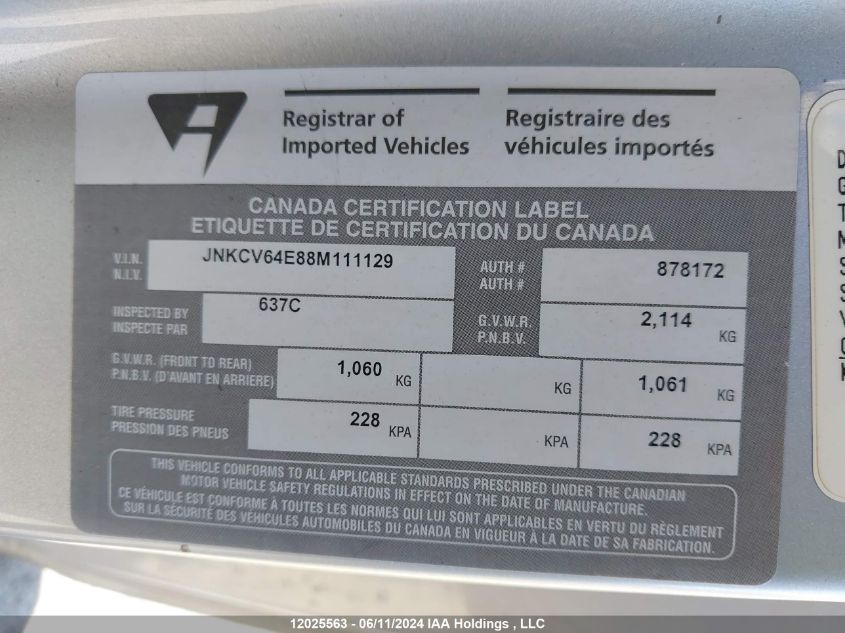 Registrar of
Imported Vehicles
Registraire des
véhicules importés
CANADA CERTIFICATION LABEL
ETIQUETTE DE CERTIFICATION DU CANADA
V.I.N.
N.I.V.
JNKCV64E88M111129
AUTH #
AUTH #
878172
INSPECTED BY
INSPECTE PAR
637C
G.V.W.R.
P.N.B.V.
2,114 KG
G.V.W.R. (FRONT TO REAR)
P.N.B.V. (D'AVANT EN ARRIERE)
1,060 KG
KG
1,061 KG
TIRE PRESSURE
PRESSION DES PNEUS
228 KPA
KPA
228 KPA
THIS VEHICLE CONFORMS TO ALL APPLICABLE STANDARDS PRESCRIBED UNDER THE CANADIAN
MOTOR VEHICLE SAFETY REGULATIONS IN EFFECT ON THE DATE OF MANUFACTURE.
CE VÉHICULE EST CONFORME À TOUTES LES NORMES QUI LUI SONT APPLICABLES EN VERTU DU RÈGLEMENT
SUR LA SÉCURITÉ DES VÉHICULES AUTOMOBILES DU CANADA EN VIGUEUR À LA DATE DE SA FABRICATION.
12025563 - 06/11/2024 IAA Holdings , LLC